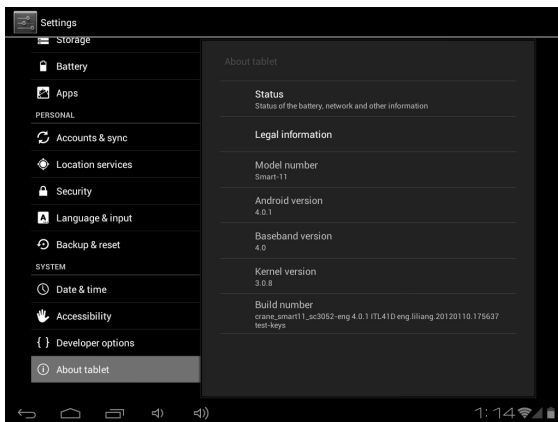 Settings
Storage
Battery
Apps
PERSONAL
Accounts & sync
Location services
Security
Language & input
Backup & reset
SYSTEM
Date & time
Accessibility
Developer options
About tablet
About tablet
Status
Status of the battery, network and other information
Legal information
Model number
Smart-11
Android version
4.0.1
Baseband version
4.0
Kernel version
3.0.8
Build number
crane_smart11_sc3052-eng 4.0.1 ITL41D eng.liliang.20120110.175637
test-keys
1:14